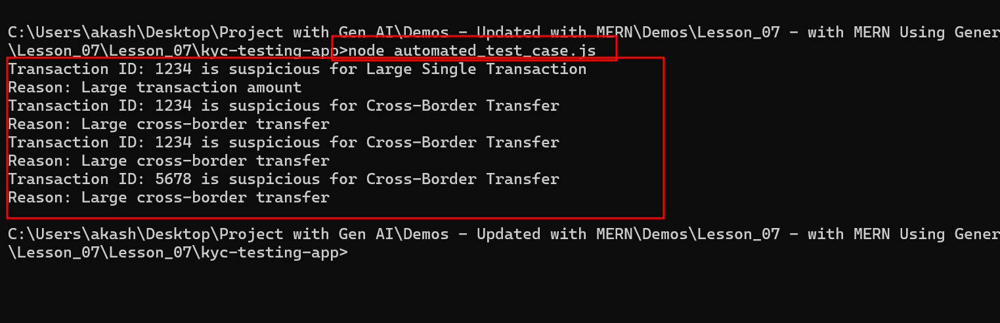 C:\Users\akash\Desktop\Project with Gen AI\Demos - Updated with MERN\Demos\Lesson_07 - with MERN Using Gener
\Lesson_07\Lesson_07\kyc-testing-app>node automated_test_case.js
Transaction ID: 1234 is suspicious for Large Single Transaction
Reason: Large transaction amount
Transaction ID: 1234 is suspicious for Cross-Border Transfer
Reason: Large cross-border transfer
Transaction ID: 1234 is suspicious for Cross-Border Transfer
Reason: Large cross-border transfer
Transaction ID: 5678 is suspicious for Cross-Border Transfer
Reason: Large cross-border transfer
C:\Users\akash\Desktop\Project with Gen AI\Demos - Updated with MERN\Demos\Lesson_07 - with MERN Using Gener
\Lesson_07\Lesson_07\kyc-testing-app>